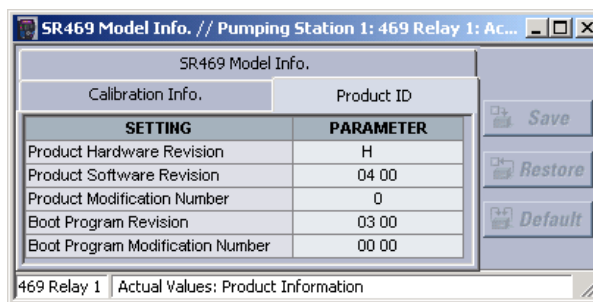 SR469 Model Info. // Pumping Station 1: 469 Relay 1: Ac...
SR469 Model Info.
Calibration Info. Product ID
SETTING PARAMETER
Product Hardware Revision H
Product Software Revision 04 00
Product Modification Number 0
Boot Program Revision 03 00
Boot Program Modification Number 00 00
Save
Restore
Default
469 Relay 1 Actual Values: Product Information